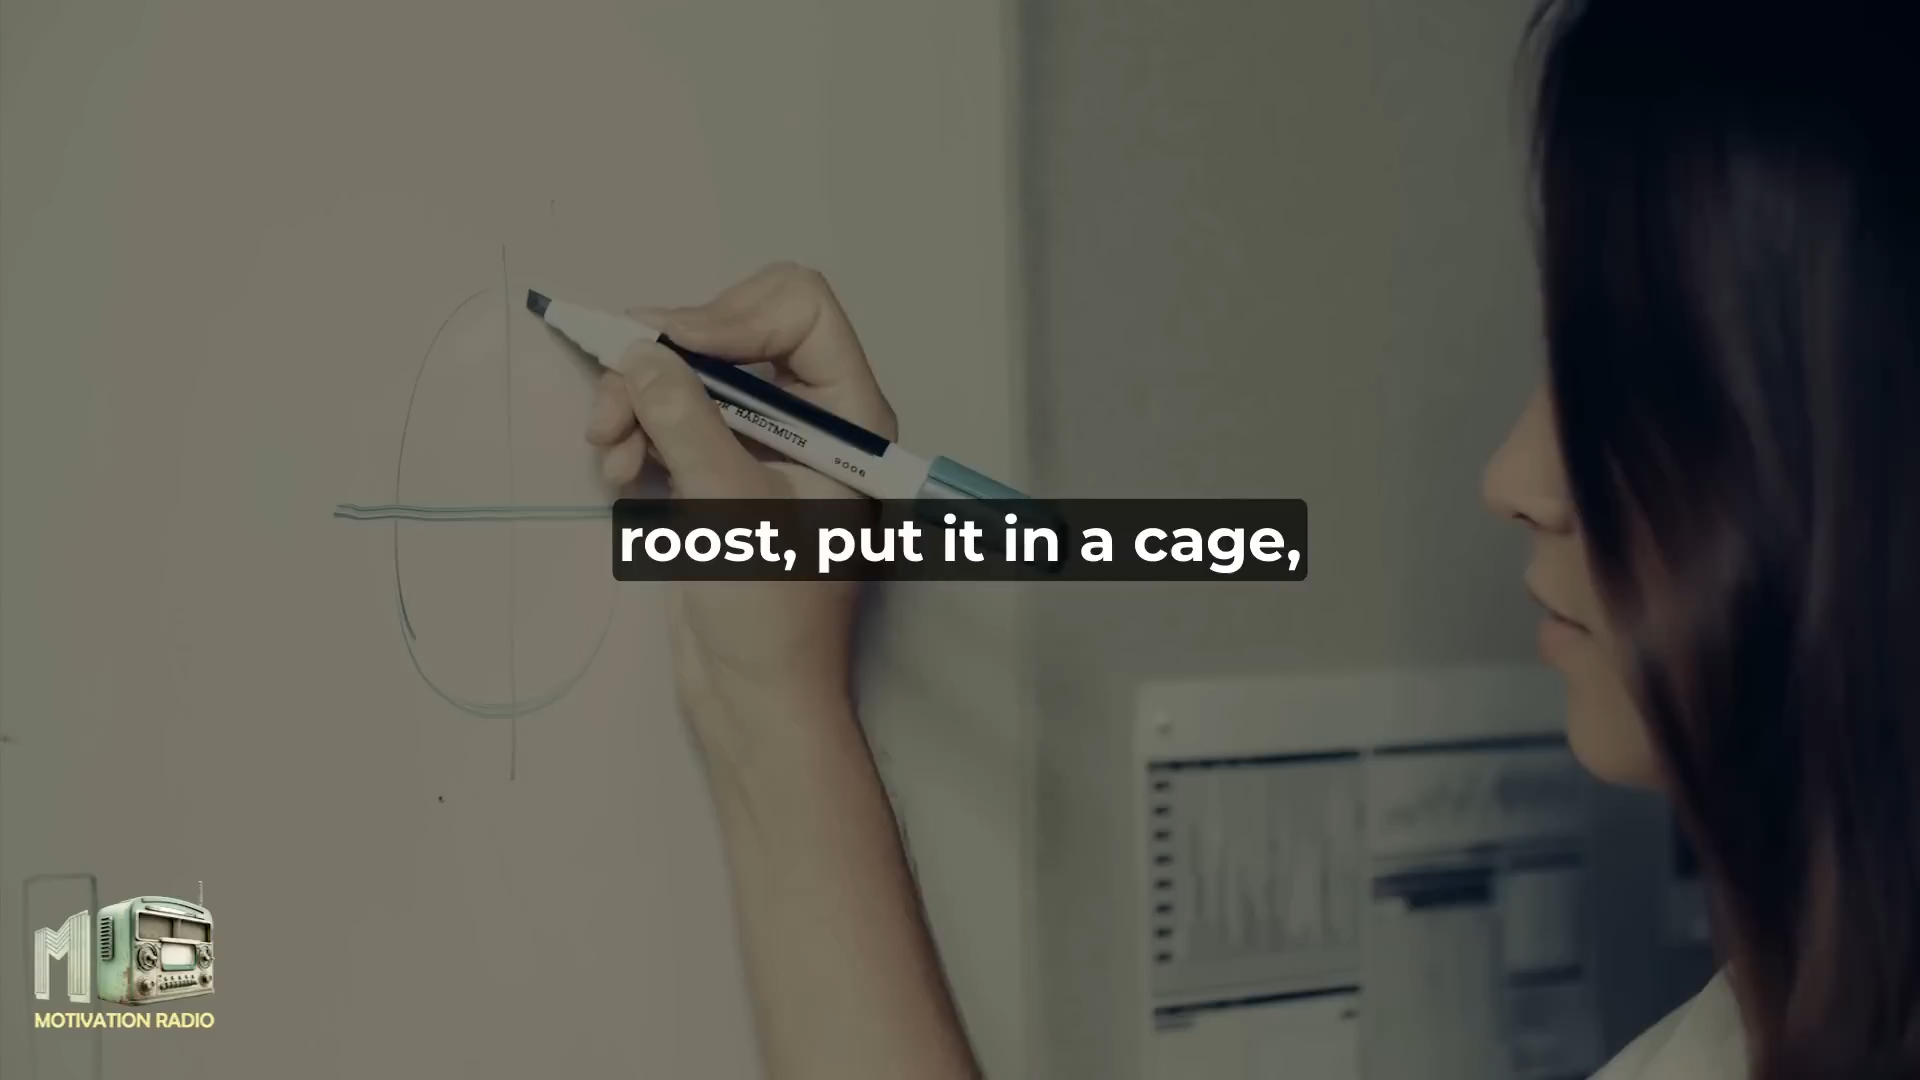 HARDTMUTH
9006
roost, put it in a cage,
M
MOTIVATION RADIO